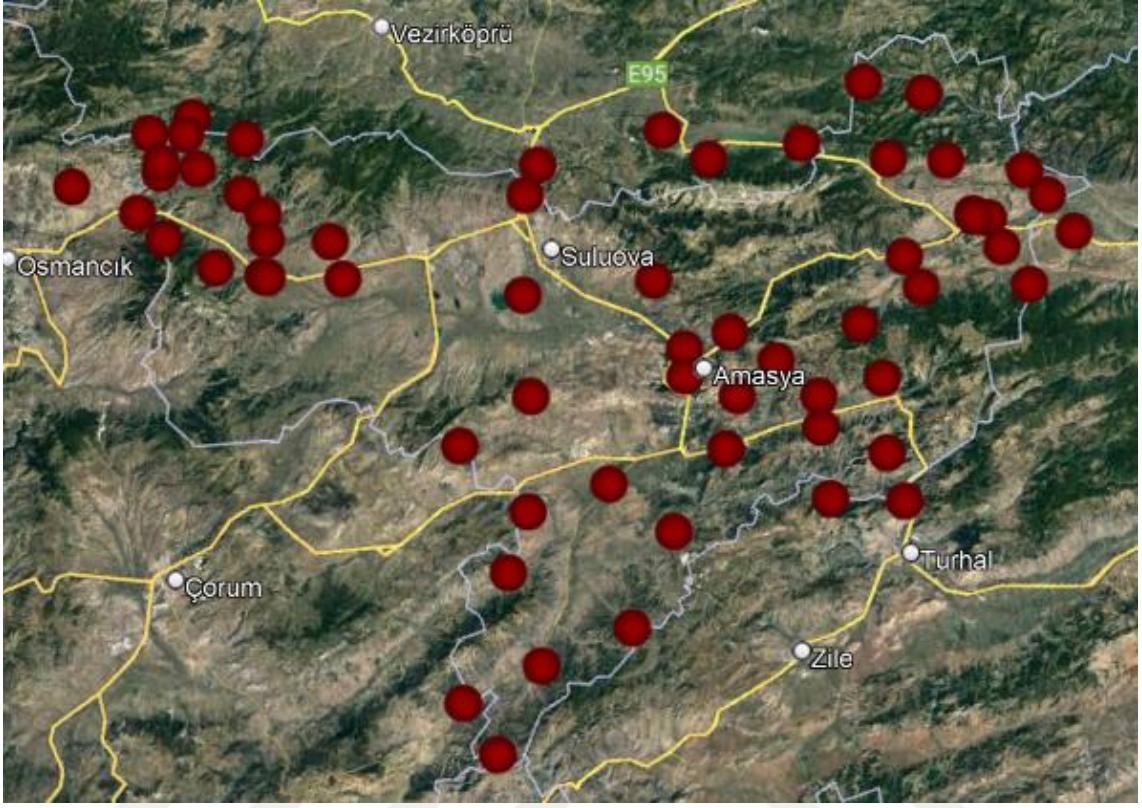 Vezirköprü
E95
Suluova
Osmancık
Amasya
Turhal
Çorum
Zile